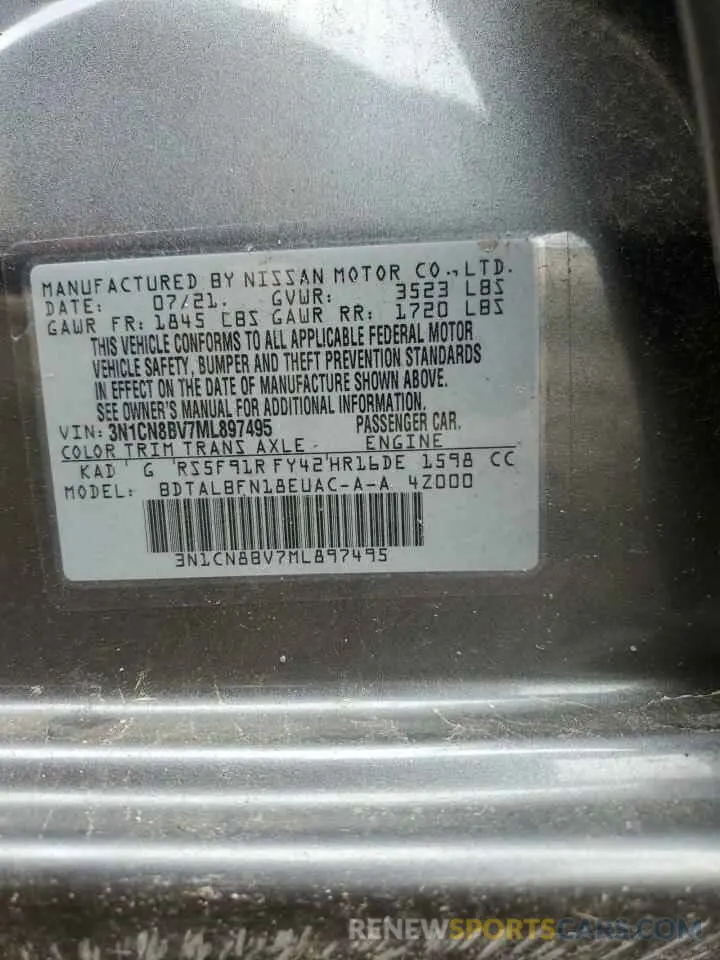 MANUFACTURED BY NISSAN MOTOR CO.,LTD.
DATE: 07/21. GVWR: 3523 LBS
GAWR FR: 1845 LBS GAWR RR: 1720 LBS
THIS VEHICLE CONFORMS TO ALL APPLICABLE FEDERAL MOTOR
VEHICLE SAFETY, BUMPER AND THEFT PREVENTION STANDARDS
IN EFFECT ON THE DATE OF MANUFACTURE SHOWN ABOVE.
SEE OWNER'S MANUAL FOR ADDITIONAL INFORMATION.
VIN: 3N1CN8BV7ML897495 PASSENGER CAR.
COLOR TRIM TRANS AXLE ENGINE
KAD G RS5F91R FY42 HR16DE 1598 CC
MODEL: BDTALBFN18EUAC-A-A 4Z000
3N1CN8BV7ML897495
RENEWSPORTSCARS.COM